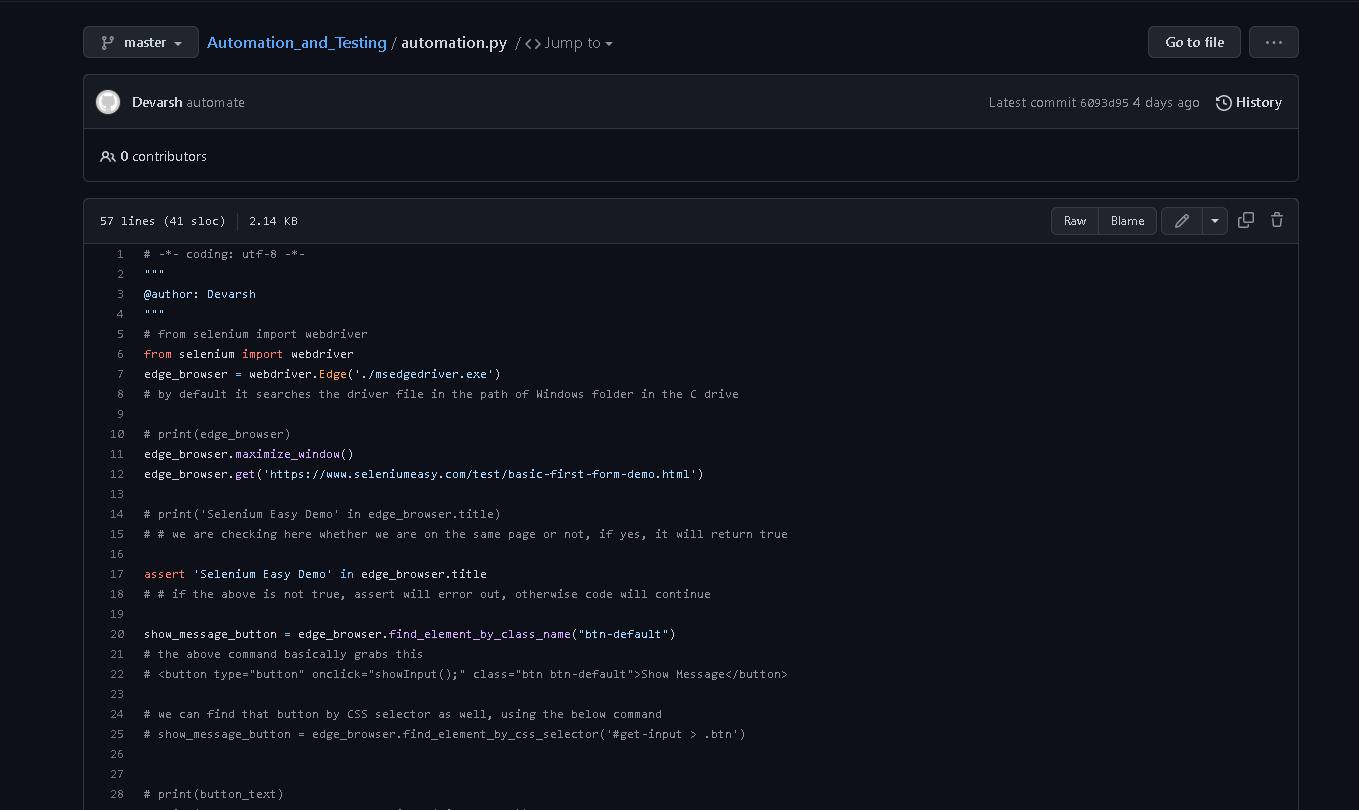 master Automation_and_Testing / automation.py / <> Jump to Go to file ...
Devarsh automate Latest commit 6093d95 4 days ago History
0 contributors
57 lines (41 sloc) 2.14 KB Raw Blame
1 # -*- coding: utf-8 -*-
2 """
3 @author: Devarsh
4 """
5 # from selenium import webdriver
6 from selenium import webdriver
7 edge_browser = webdriver.Edge('./msedgedriver.exe')
8 # by default it searches the driver file in the path of Windows folder in the C drive
9
10 # print(edge_browser)
11 edge_browser.maximize_window()
12 edge_browser.get('https://www.seleniumeasy.com/test/basic-first-form-demo.html')
13
14 # print('Selenium Easy Demo' in edge_browser.title)
15 # # we are checking here whether we are on the same page or not, if yes, it will return true
16
17 assert 'Selenium Easy Demo' in edge_browser.title
18 # # if the above is not true, assert will error out, otherwise code will continue
19
20 show_message_button = edge_browser.find_element_by_class_name("btn-default")
21 # the above command basically grabs this
22 # <button type="button" onclick="showInput();" class="btn btn-default">Show Message</button>
23
24 # we can find that button by CSS selector as well, using the below command
25 # show_message_button = edge_browser.find_element_by_css_selector('#get-input > .btn')
26
27
28 # print(button_text)